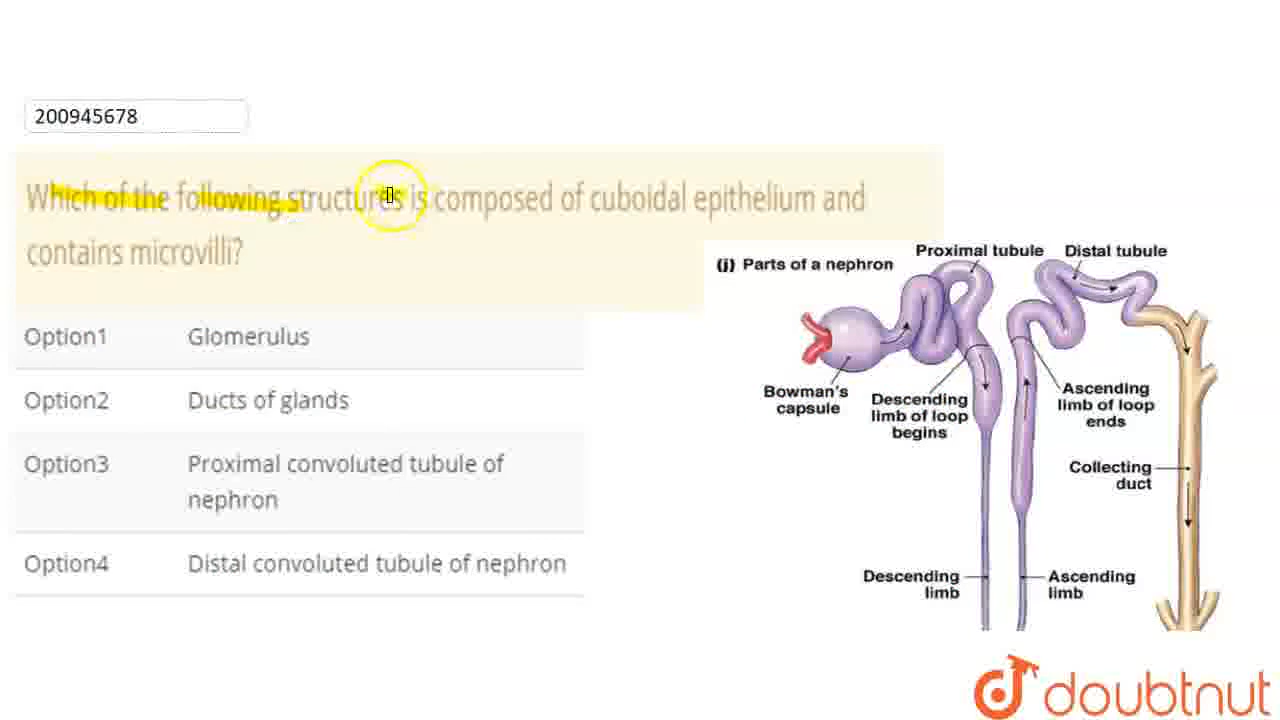 200945678
Which of the following structures is composed of cuboidal epithelium and
contains microvilli?
Option1 Glomerulus
Option2 Ducts of glands
Option3 Proximal convoluted tubule of
nephron
Option4 Distal convoluted tubule of nephron
(j) Parts of a nephron
Proximal tubule
Distal tubule
Bowman's
capsule
Descending
limb of loop
begins
Ascending
limb of loop
ends
Collecting
duct
Descending
limb
Ascending
limb
doubtnut